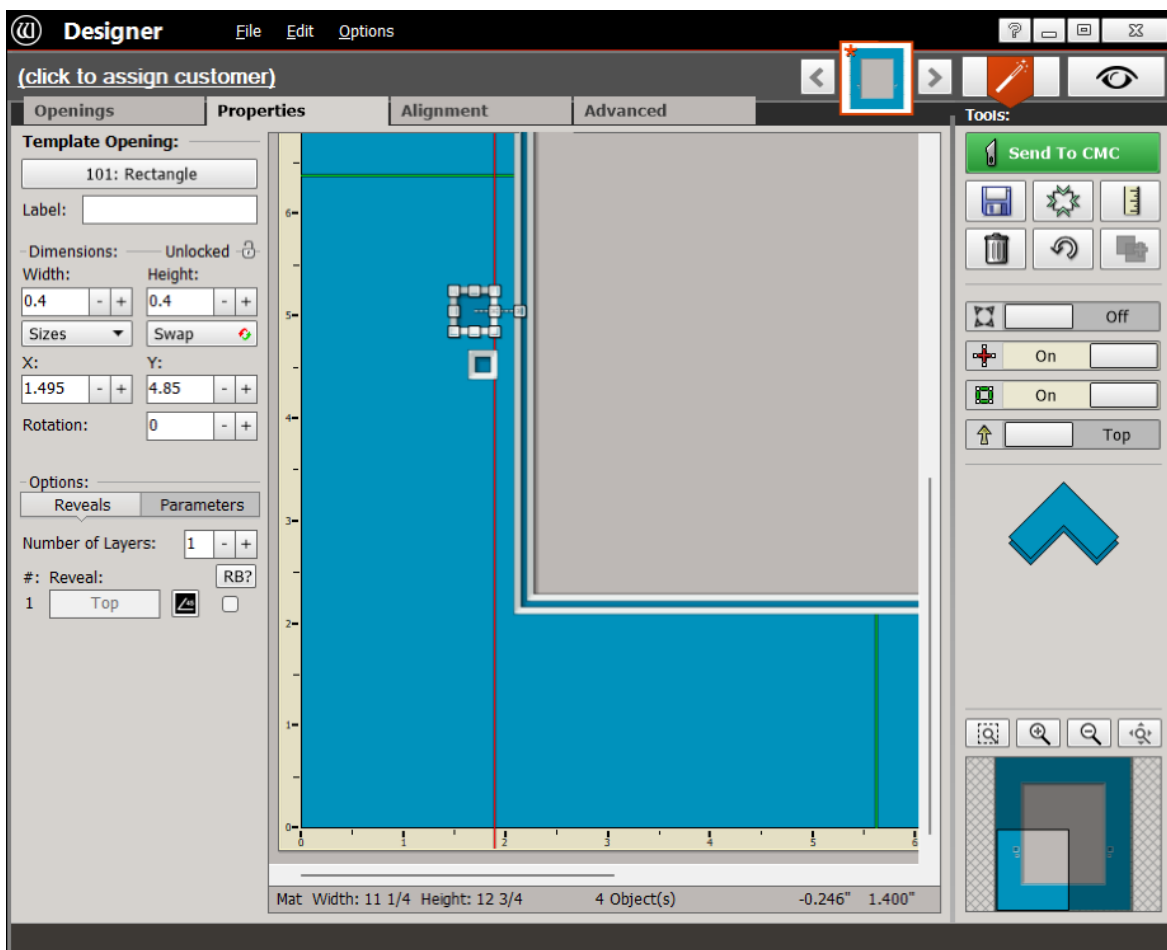 Designer File Edit Options
(click to assign customer)
Openings Properties Alignment Advanced
Tools:
Template Opening:
101: Rectangle
Label:
Dimensions: Unlocked
Width: Height:
0.4 - + 0.4 - +
Sizes Swap
X: Y:
1.495 - + 4.85 - +
Rotation: 0 - +
Options:
Reveals Parameters
Number of Layers: 1 - +
#: Reveal: RB?
1 Top 45
6
5
4
3
2
1
0
0 1 2 3 4 5 6
Mat Width: 11 1/4 Height: 12 3/4 4 Object(s) -0.246" 1.400"
Send To CMC
Off
On
On
Top